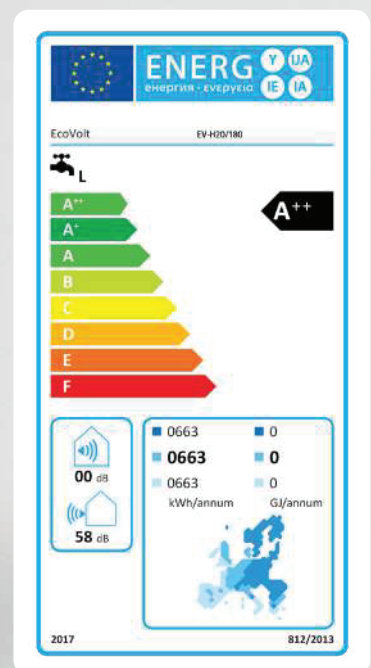 ENERG Y UA
енергия · ενεργεια IE IA
EcoVolt EV-H20/180
L
A++
A++
A+
A
B
C
D
E
F
00 dB
58 dB
0663 0
0663 0
0663 0
kWh/annum GJ/annum
2017 812/2013